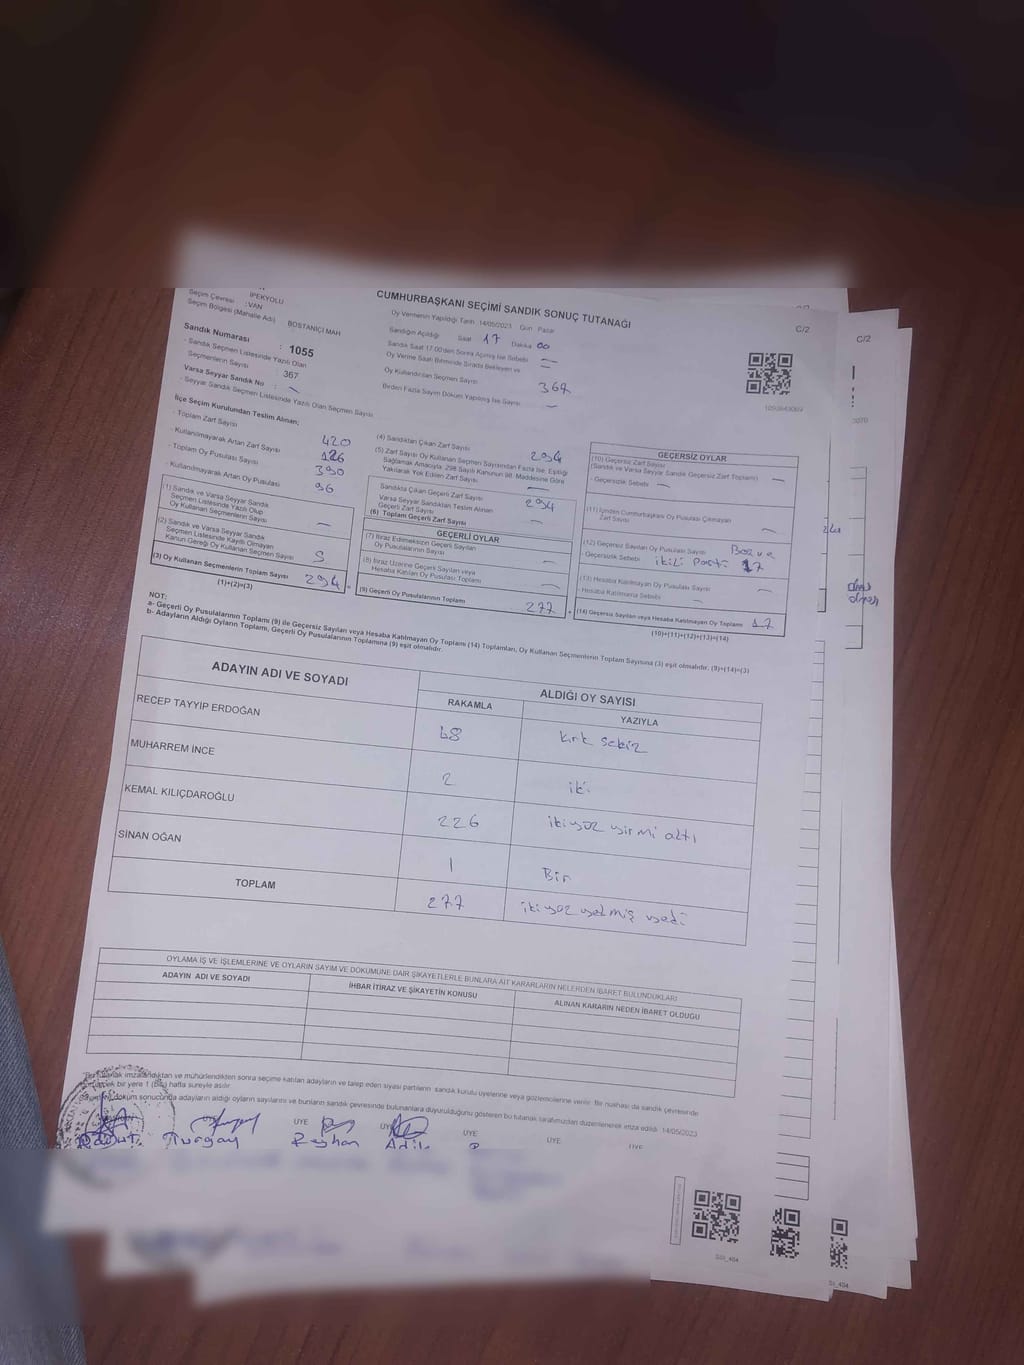 İPEKYOLU
Seçim Çevresi : VAN
Seçim Bölgesi (Mahalle Adı) BOSTANİÇİ MAH
Sandık Numarası : 1055
- Sandık Seçmen Listesinde Yazılı Olan
Seçmenlerin Sayısı : 367
Varsa Seyyar Sandık No : -
- Seyyar Sandık Seçmen Listesinde Yazılı Olan Seçmen Sayısı
CUMHURBAŞKANI SEÇİMİ SANDIK SONUÇ TUTANAĞI
C/2
Oy Vermenin Yapıldığı Tarih 14/05/2023 Gün Pazar
Sandığın Açıldığı Saat 17 Dakika 00
Sandık Saat 17.00'den Sonra Açılmış İse Sebebi
Oy Verme Saati Bitiminde Sırada Bekleyen ve
Oy Kullandırılan Seçmen Sayısı
367
Birden Fazla Sayım Döküm Yapılmış İse Sayısı -
İlçe Seçim Kurulundan Teslim Alınan;
- Toplam Zarf Sayısı 420
- Kullanılmayarak Artan Zarf Sayısı 126
- Toplam Oy Pusulası Sayısı 390
- Kullanılmayarak Artan Oy Pusulası 96
(1) Sandık ve Varsa Seyyar Sandık
Seçmen Listesinde Yazılı Olup
Oy Kullanan Seçmenlerin Sayısı -
(2) Sandık ve Varsa Seyyar Sandık
Seçmen Listesinde Kayıtlı Olmayan
Kanun Gereği Oy Kullanan Seçmen Sayısı
(3) Oy Kullanan Seçmenlerin Toplam Sayısı 294
(1)+(2)=(3)
(4) Sandıktan Çıkan Zarf Sayısı 294
(5) Zarf Sayısı Oy Kullanan Seçmen Sayısından Fazla İse, Eşitliği
Sağlamak Amacıyla, 298 Sayılı Kanunun 98. Maddesine Göre
Yakılarak Yok Edilen Zarf Sayısı -
Sandıkta Çıkan Geçerli Zarf Sayısı 294
Varsa Seyyar Sandıktan Teslim Alınan
Geçerli Zarf Sayısı -
(6) Toplam Geçerli Zarf Sayısı
GEÇERLİ OYLAR
(7) İtiraz Edilmeksizin Geçerli Sayılan
Oy Pusulalarının Sayısı -
(8) İtiraz Üzerine Geçerli Sayılan veya
Hesaba Katılan Oy Pusulası Toplamı -
(9) Geçerli Oy Pusulalarının Toplamı 277
GEÇERSİZ OYLAR
(10) Geçersiz Zarf Sayısı
(Sandık ve Varsa Seyyar Sandık Geçersiz Zarf Toplamı) -
- Geçersizlik Sebebi -
(11) İçinden Cumhurbaşkanı Oy Pusulası Çıkmayan
Zarf Sayısı -
(12) Geçersiz Sayılan Oy Pusulası Sayısı Boş ve
- Geçersizlik Sebebi ikili Parti 17
(13) Hesaba Katılmayan Oy Pusulası Sayısı -
- Hesaba Katılmama Sebebi -
(14) Geçersiz Sayılan veya Hesaba Katılmayan Oy Toplamı 17
(10)+(11)+(12)+(13)=(14)
NOT:
a- Geçerli Oy Pusulalarının Toplamı (9) ile Geçersiz Sayılan veya Hesaba Katılmayan Oy Toplamı (14) Toplamları, Oy Kullanan Seçmenlerin Toplam Sayısına (3) eşit olmalıdır. (9)+(14)=(3)
b- Adayların Aldığı Oyların Toplamı, Geçerli Oy Pusulalarının Toplamına (9) eşit olmalıdır.
ADAYIN ADI VE SOYADI ALDIĞI OY SAYISI
RAKAMLA YAZIYLA
RECEP TAYYİP ERDOĞAN 48 kırk sekiz
MUHARREM İNCE 2 iki
KEMAL KILIÇDAROĞLU 226 ikiyüz yirmi altı
SİNAN OĞAN 1 Bir
TOPLAM 277 ikiyüz yetmiş yedi
OYLAMA İŞ VE İŞLEMLERİNE VE OYLARIN SAYIM VE DÖKÜMÜNE DAİR ŞİKAYETLERLE BUNLARA AİT KARARLARIN NELERDEN İBARET BULUNDUKLARI
ADAYIN ADI VE SOYADI İHBAR İTİRAZ VE ŞİKAYETİN KONUSU ALINAN KARARIN NEDEN İBARET OLDUĞU
imzalandıktan ve mühürlendikten sonra seçime katılan adayların ve talep eden siyasi partilerin sandık kurulu üyelerine veya gözlemcilerine verilir. Bir nüshası da sandık çevresinde
bir yere 1 (Bir) hafta süreyle asılır.
döküm sonucunda adayların aldığı oyların sayılarını ve bunların sandık çevresinde bulunanlara duyurulduğunu gösteren bu tutanak tarafımızdan düzenlenerek imza edildi. 14/05/2023
ÜYE ÜYE ÜYE ÜYE ÜYE
Turgay Reyhan Adile
C/2